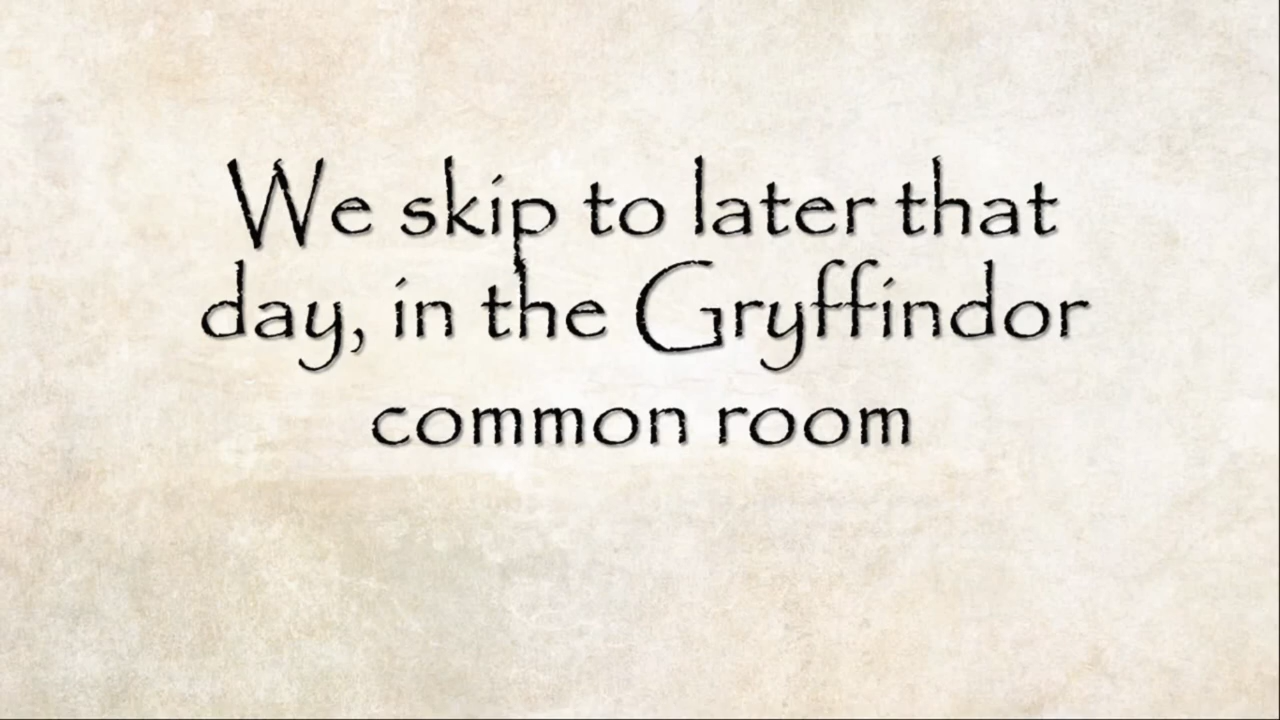 We skip to later that
day, in the Gryffindor
common room